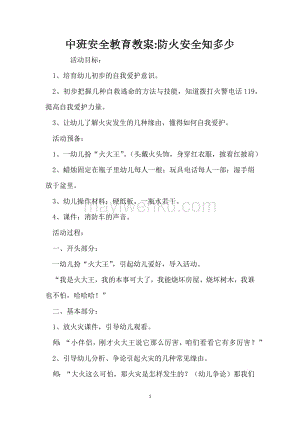 中班安全教育教案:防火安全知多少
活动目标:
1、培育幼儿初步的自我爱护意识。
2、初步把握几种自救逃命的方法与技能,知道拨打火警电话 119,
提高自我爱护力量。
3、让幼儿了解火灾发生的几种缘由,懂得如何自我爱护。
活动预备:
1、一幼儿扮“火大王”,(头戴火头饰,身穿红衣服,披着红披肩)
2、蜡烛固定在瓶子里幼儿每人一根;玩具电话每人一部;湿手绢
放于盆里。
3、幼儿操作材料:硬纸板、一瓶水若干。
4、课件:消防车的声音。
活动过程:
一、开头部分:
一幼儿扮“火大王”,引起幼儿爱好,导入活动。
“我是火大王,我的本事可大了,我能烧坏房屋、烧坏树木,我谁
也不怕,哈哈哈!”
二、基本部分:
1、放火灾课件,引导幼儿观看。
师:“小伴侣,刚才火大王说它那么厉害,咱们看看它有多厉害?”
2、引导幼儿分析、争论引起火灾的几种常见缘由。
师:“大火这么可怕,那火灾是怎样发生的?(幼儿争论)那我们
1